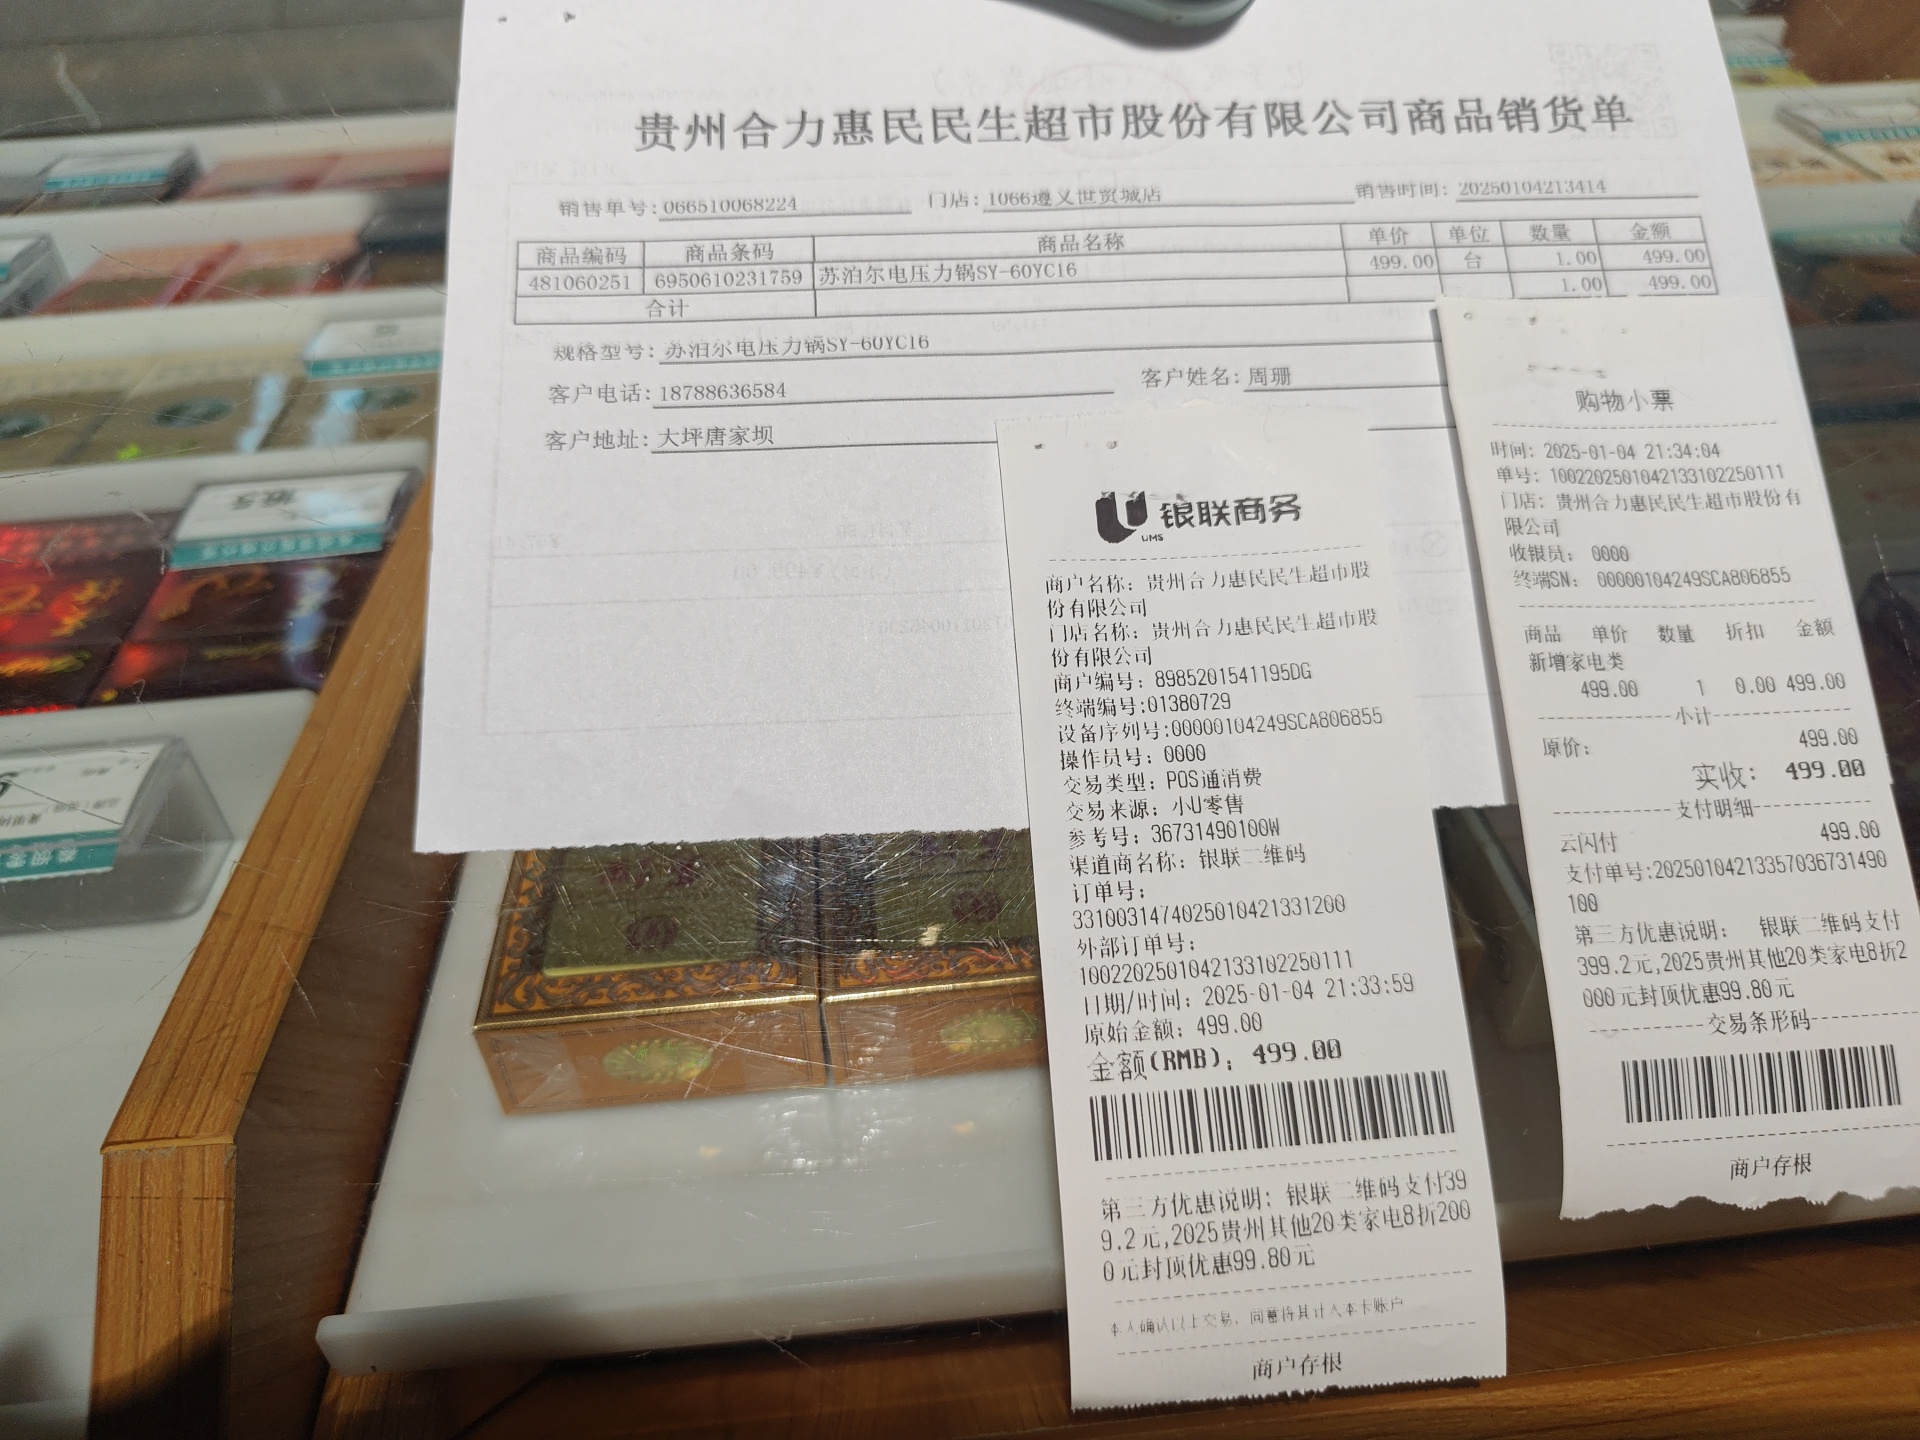 贵州合力惠民民生超市股份有限公司商品销货单
销售单号:066510068224 门店:1066遵义世贸城店 销售时间:20250104213414
商品编码 商品条码 商品名称 单价 单位 数量 金额
481060251 6950610231759 苏泊尔电压力锅SY-60YC16 499.00 台 1.00 499.00
合计 1.00 499.00
规格型号:苏泊尔电压力锅SY-60YC16
客户电话:18788636584 客户姓名:周珊
客户地址:大坪唐家坝
银联商务
UMS
商户名称: 贵州合力惠民民生超市股
份有限公司
门店名称: 贵州合力惠民民生超市股
份有限公司
商户编号: 8985201541195DG
终端编号:01380729
设备序列号:00000104249SCA806855
操作员号: 0000
交易类型: POS通消费
交易来源: 小U零售
参考号: 36731490100W
渠道商名称: 银联二维码
订单号:
33100314740250104213312​00
外部订单号:
10022025010421331022501​11
日期/时间: 2025-01-04 21:33:59
原始金额: 499.00
金额(RMB): 499.00
第三方优惠说明: 银联二维码支付39
9.2元,2025贵州其他20类家电8折200
0元封顶优惠99.80元
本人确认以上交易, 同意将其计入本卡账户
商户存根
购物小票
时间: 2025-01-04 21:34:04
单号: 1002202501042133102250111
门店: 贵州合力惠民民生超市股份有
限公司
收银员: 0000
终端SN: 00000104249SCA806855
商品 单价 数量 折扣 金额
新增家电类
499.00 1 0.00 499.00
小计
原价: 499.00
实收: 499.00
支付明细
云闪付 499.00
支付单号:20250104213357036731490
100
第三方优惠说明: 银联二维码支付
399.2元,2025贵州其他20类家电8折2
000元封顶优惠99.80元
交易条形码
商户存根